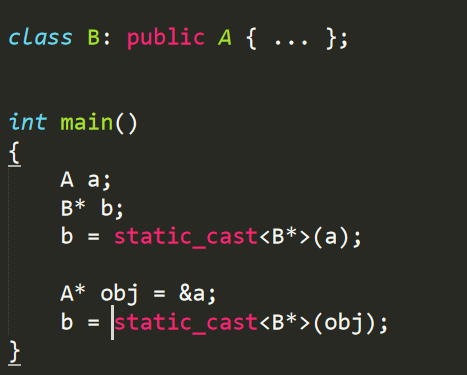 class B: public A { ... };
int main()
{
A a;
B* b;
b = static_cast<B*>(a);
A* obj = &a;
b = static_cast<B*>(obj);
}